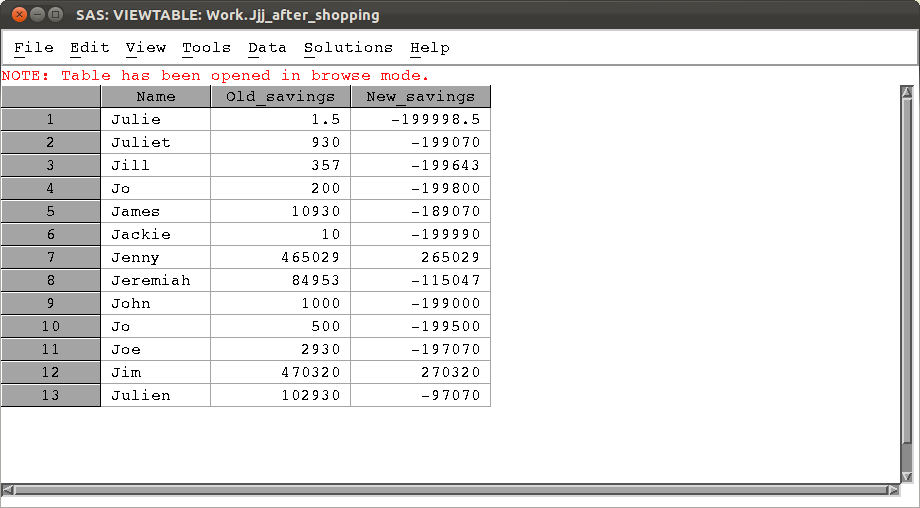 SAS: VIEWTABLE: Work.Jjj_after_shopping
File Edit View Tools Data Solutions Help
NOTE: Table has been opened in browse mode.
Name Old_savings New_savings
1 Julie 1.5 -199998.5
2 Juliet 930 -199070
3 Jill 357 -199643
4 Jo 200 -199800
5 James 10930 -189070
6 Jackie 10 -199990
7 Jenny 465029 265029
8 Jeremiah 84953 -115047
9 John 1000 -199000
10 Jo 500 -199500
11 Joe 2930 -197070
12 Jim 470320 270320
13 Julien 102930 -97070